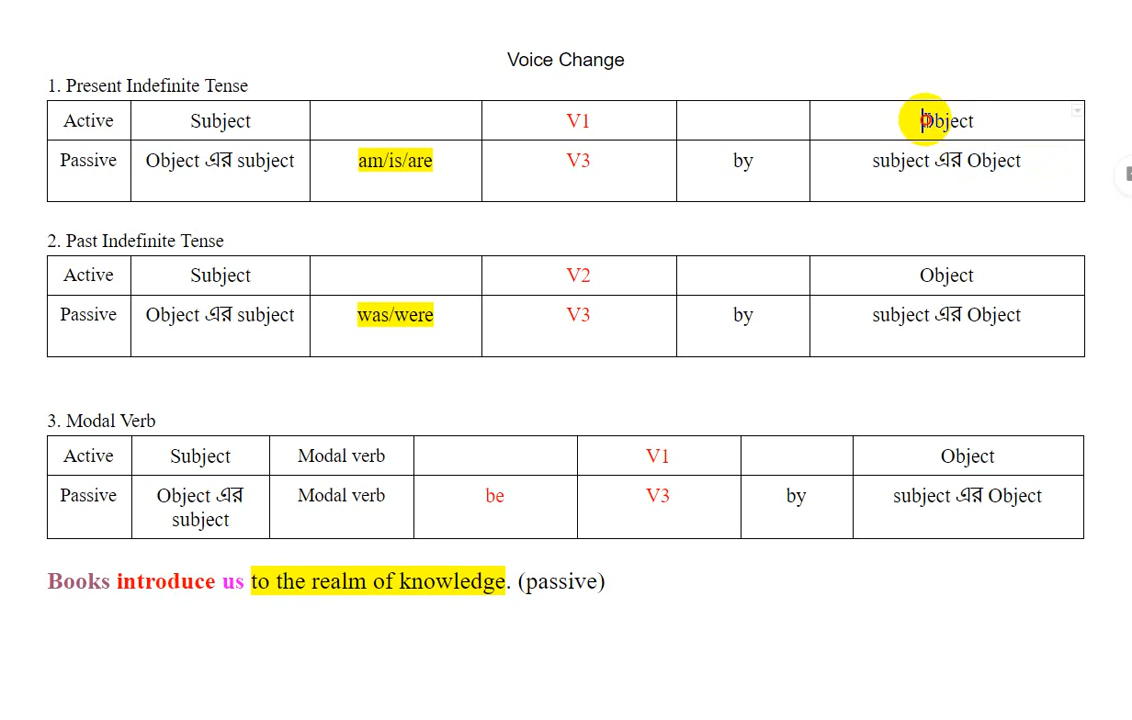 Voice Change
1. Present Indefinite Tense
Active Subject V1 Object
Passive Object এর subject am/is/are V3 by subject এর Object
2. Past Indefinite Tense
Active Subject V2 Object
Passive Object এর subject was/were V3 by subject এর Object
3. Modal Verb
Active Subject Modal verb V1 Object
Passive Object এর Modal verb be V3 by subject এর Object
subject
Books introduce us to the realm of knowledge. (passive)